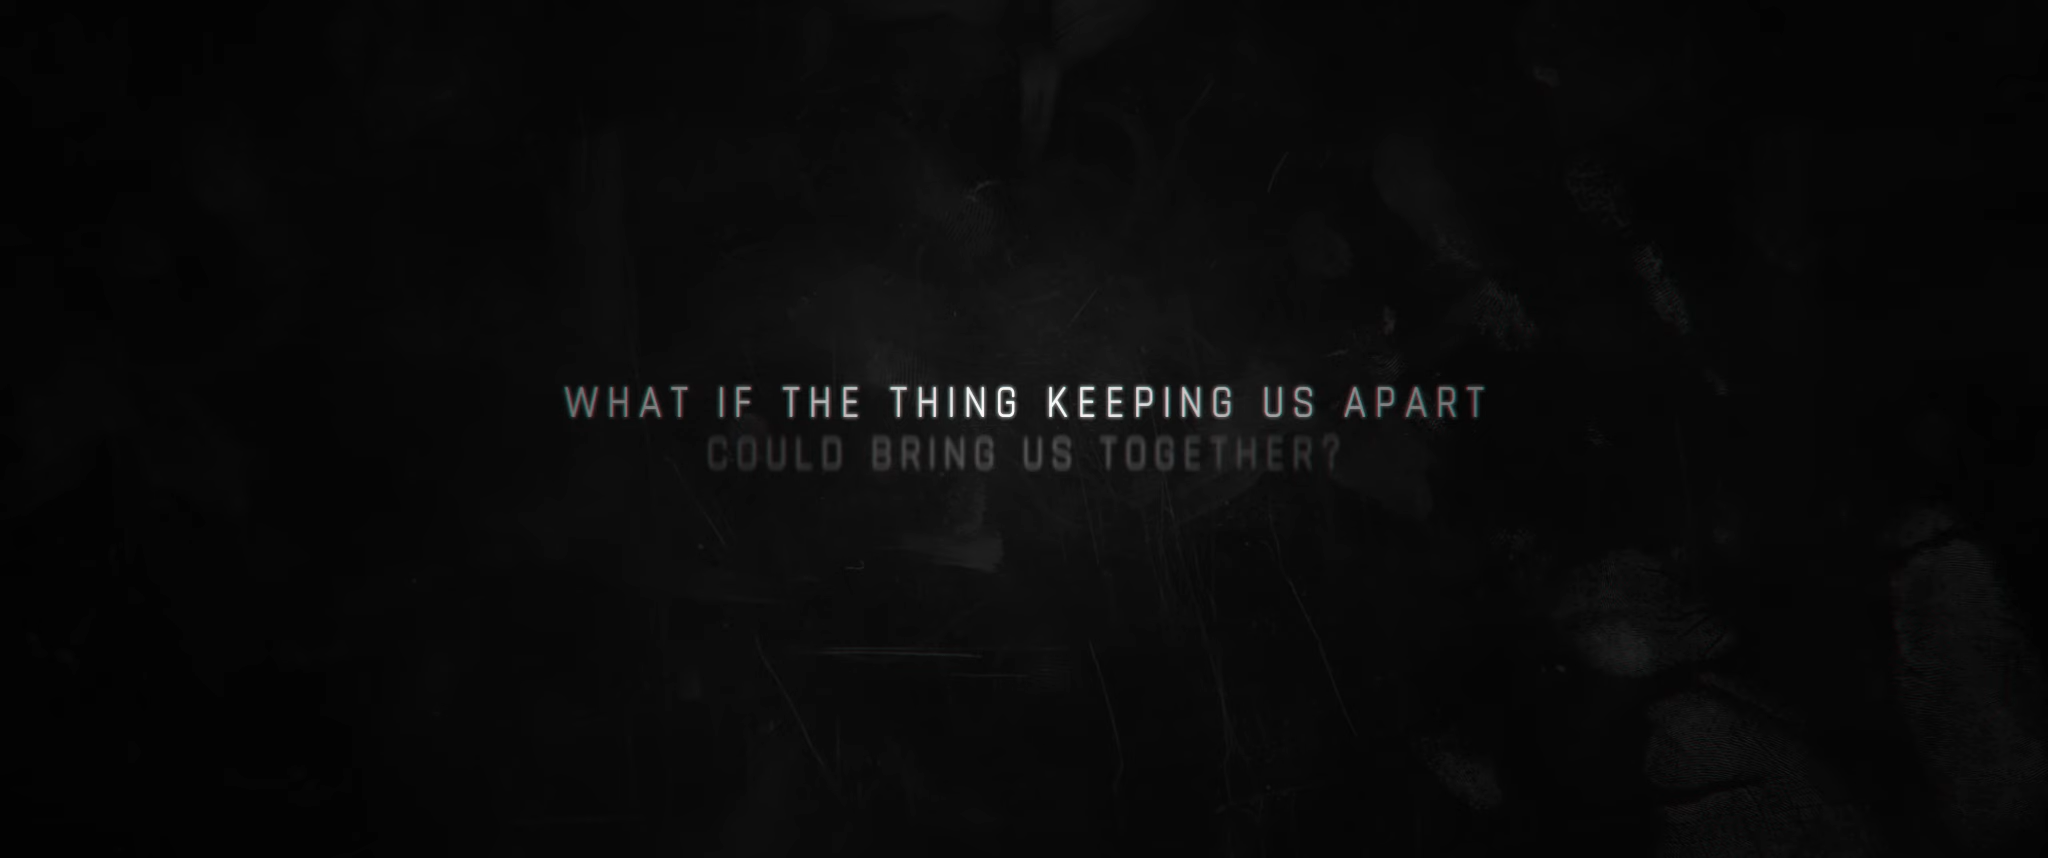 WHAT IF THE THING KEEPING US APART
COULD BRING US TOGETHER?